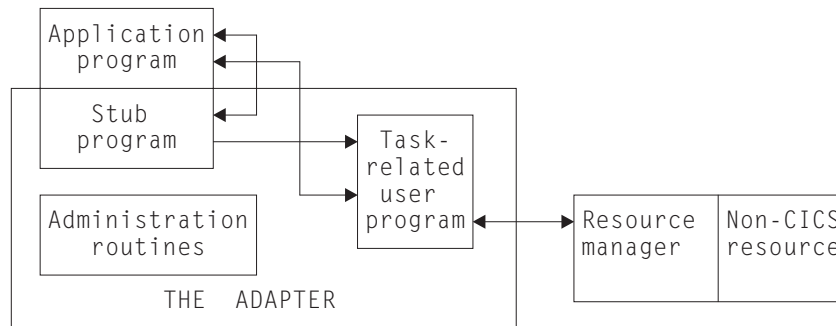 Application
program
Stub
program
Task-
related
user
program
Administration
routines
Resource
manager
Non-CICS
resource
THE ADAPTER